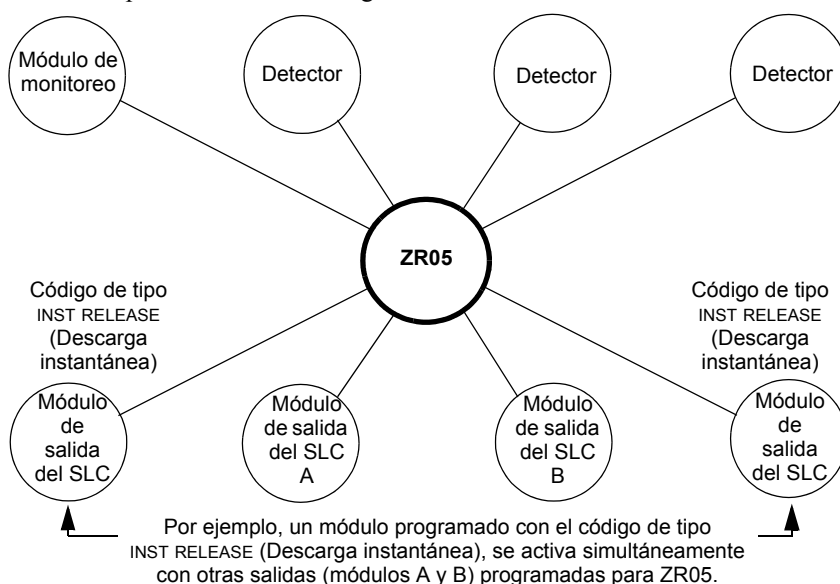 Módulo de
monitoreo
Detector
Detector
Detector
ZR05
Código de tipo
INST RELEASE
(Descarga
instantánea)
Código de tipo
INST RELEASE
(Descarga
instantánea)
Módulo
de
salida
del SLC
Módulo
de salida
del SLC
A
Módulo
de salida
del SLC
B
Módulo
de
salida
del SLC
Por ejemplo, un módulo programado con el código de tipo
INST RELEASE (Descarga instantánea), se activa simultáneamente
con otras salidas (módulos A y B) programadas para ZR05.